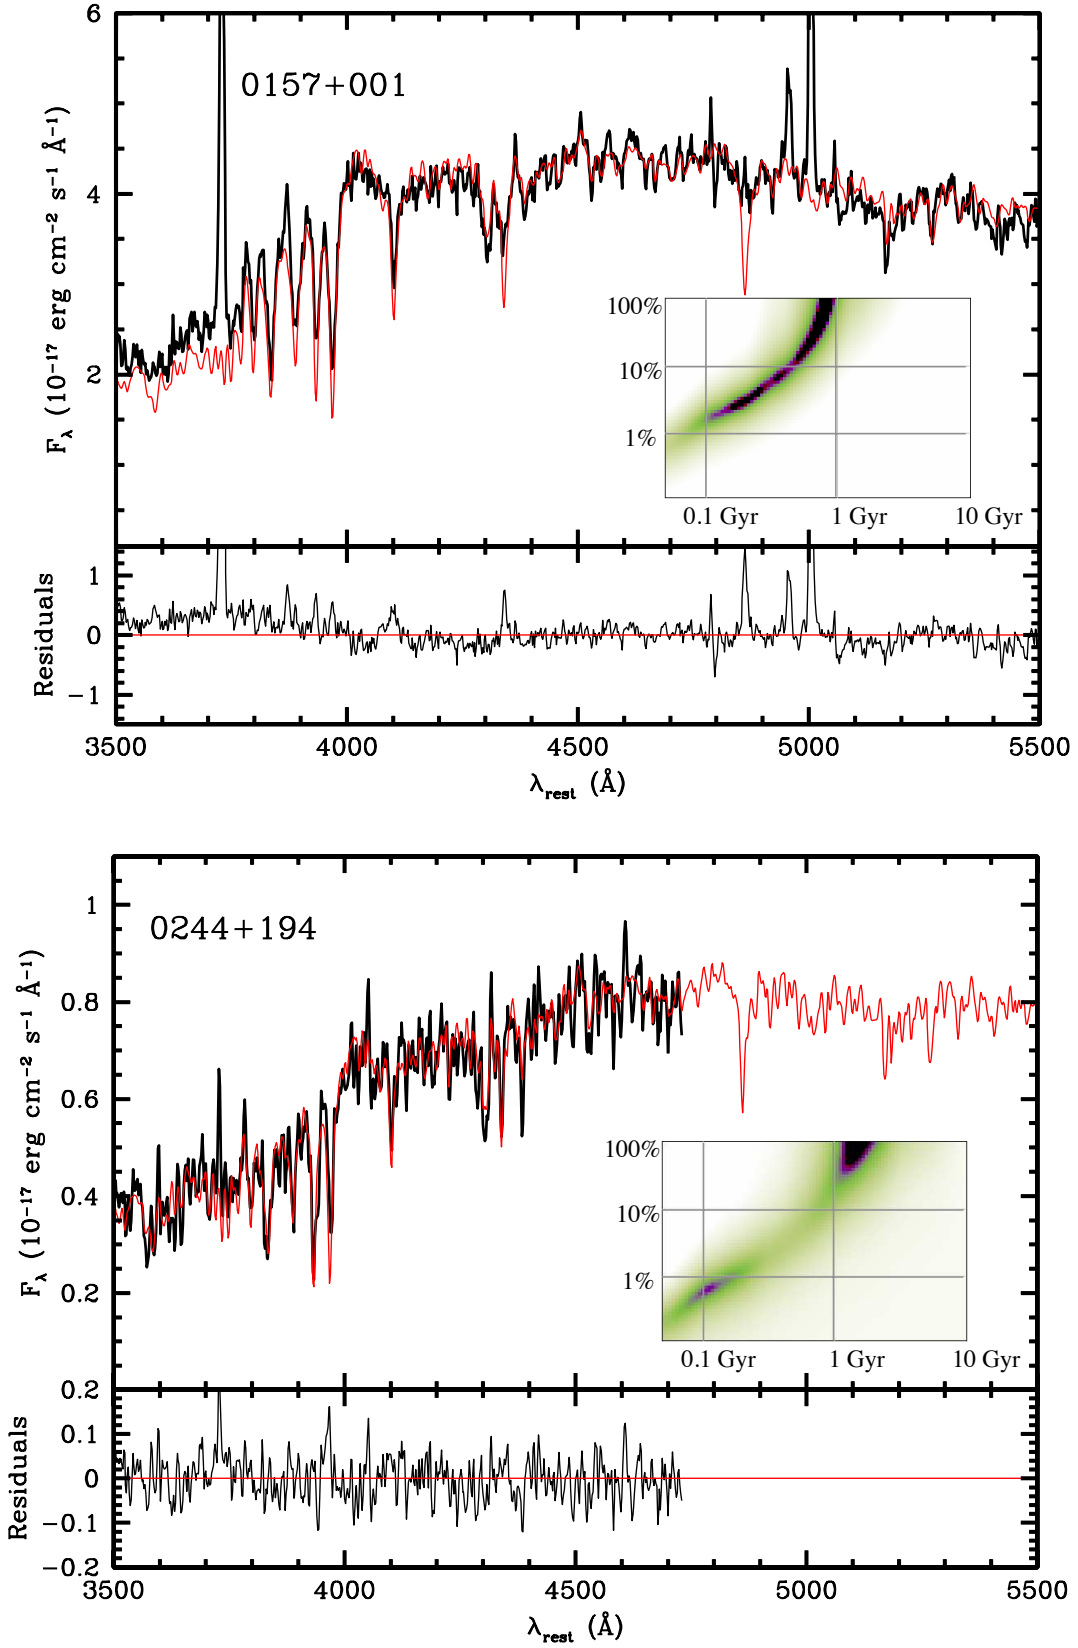 6
4
2
F_λ (10⁻¹⁷ erg cm⁻² s⁻¹ Å⁻¹)
0157+001
100%
10%
1%
0.1 Gyr
1 Gyr
10 Gyr
1
0
−1
Residuals
3500
4000
4500
5000
5500
λ_rest (Å)
1
0.8
0.6
0.4
0.2
F_λ (10⁻¹⁷ erg cm⁻² s⁻¹ Å⁻¹)
0244+194
100%
10%
1%
0.1 Gyr
1 Gyr
10 Gyr
0.2
0.1
0
−0.1
−0.2
Residuals
3500
4000
4500
5000
5500
λ_rest (Å)